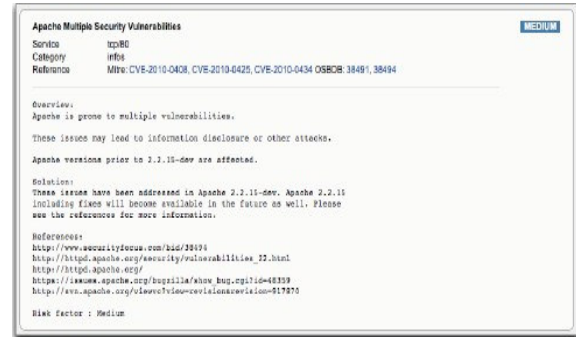 Apache Multiple Security Vulnerabilities
MEDIUM
Service tcp/80
Category infos
Reference Mitre: CVE-2010-0408, CVE-2010-0425, CVE-2010-0434 OSBDB: 38491, 38494
Overview:
Apache is prone to multiple vulnerabilities.
These issues may lead to information disclosure or other attacks.
Apache versions prior to 2.2.15-dev are affected.
Solution:
These issues have been addressed in Apache 2.2.15-dev. Apache 2.2.15
including fixes will become available in the future as well. Please
see the references for more information.
References:
http://www.securityfocus.com/bid/38494
http://httpd.apache.org/security/vulnerabilities_22.html
http://httpd.apache.org/
https://issues.apache.org/bugzilla/show_bug.cgi?id=48359
http://svn.apache.org/viewvc?view=revision&revision=917870
Risk factor : Medium